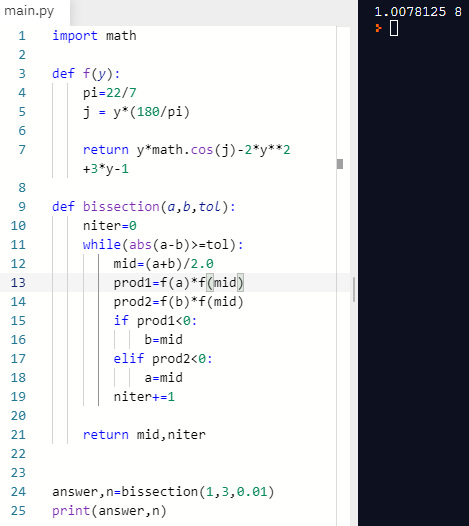 main.py
1.0078125 8
1 import math
2
3 def f(y):
4     pi=22/7
5     j = y*(180/pi)
6
7     return y*math.cos(j)-2*y**2
    +3*y-1
8
9 def bissection(a,b,tol):
10     niter=0
11     while(abs(a-b)>=tol):
12         mid=(a+b)/2.0
13         prod1=f(a)*f(mid)
14         prod2=f(b)*f(mid)
15         if prod1<0:
16             b=mid
17         elif prod2<0:
18             a=mid
19         niter+=1
20
21     return mid,niter
22
23
24 answer,n=bissection(1,3,0.01)
25 print(answer,n)